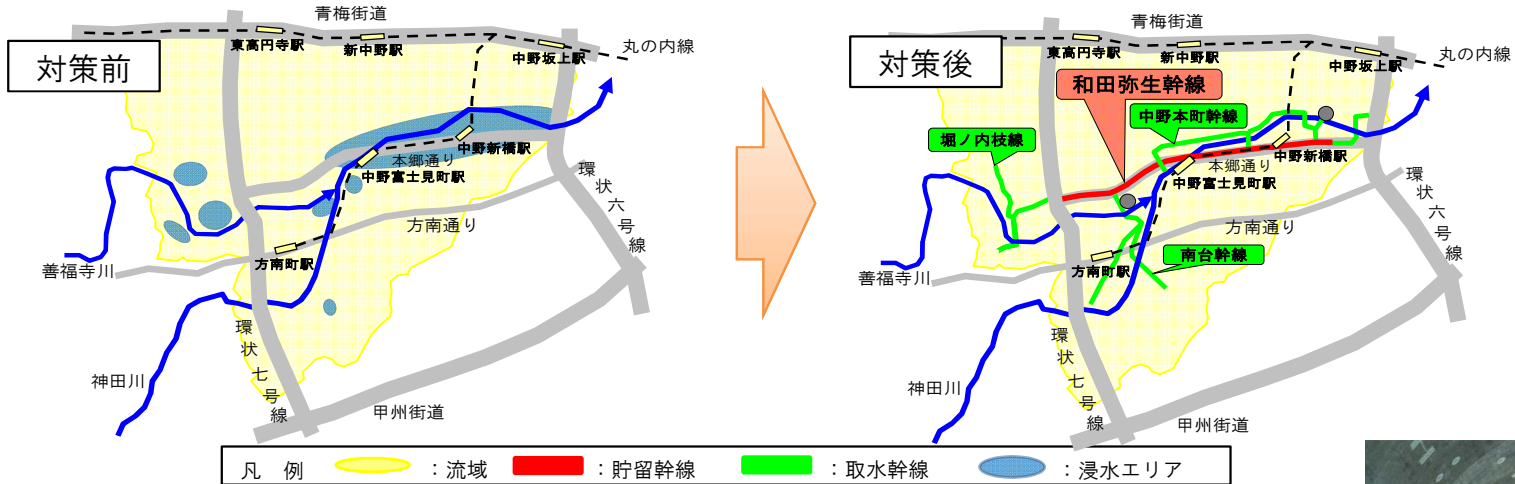 青梅街道
東高円寺駅
新中野駅
中野坂上駅
丸の内線
対策前
中野新橋駅
本郷通り
中野富士見町駅
環状六号線
方南通り
方南町駅
善福寺川
環状七号線
神田川
甲州街道
青梅街道
東高円寺駅
新中野駅
中野坂上駅
丸の内線
対策後
和田弥生幹線
中野本町幹線
堀ノ内枝線
中野新橋駅
本郷通り
中野富士見町駅
環状六号線
方南通り
方南町駅
南台幹線
善福寺川
環状七号線
神田川
甲州街道
凡 例 :流域 :貯留幹線 :取水幹線 :浸水エリア